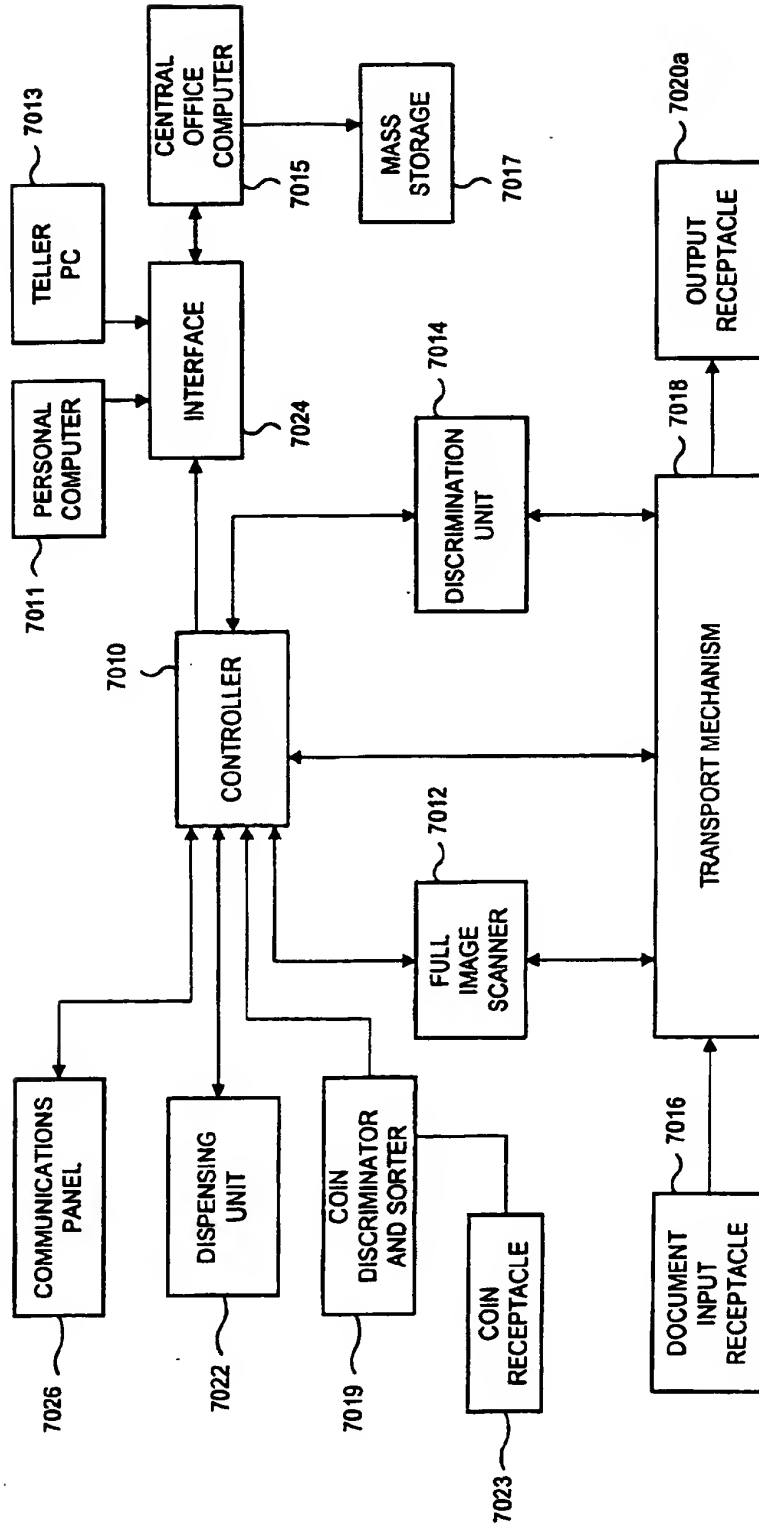 7013
TELLER
PC
CENTRAL
OFFICE
COMPUTER
7015
MASS
STORAGE
7017
PERSONAL
COMPUTER
7011
INTERFACE
7024
7020a
OUTPUT
RECEPTACLE
7014
DISCRIMINATION
UNIT
7018
7010
CONTROLLER
7012
FULL
IMAGE
SCANNER
TRANSPORT MECHANISM
COMMUNICATIONS
PANEL
7026
DISPENSING
UNIT
7022
COIN
DISCRIMINATOR
AND SORTER
7019
COIN
RECEPTACLE
7023
7016
DOCUMENT
INPUT
RECEPTACLE